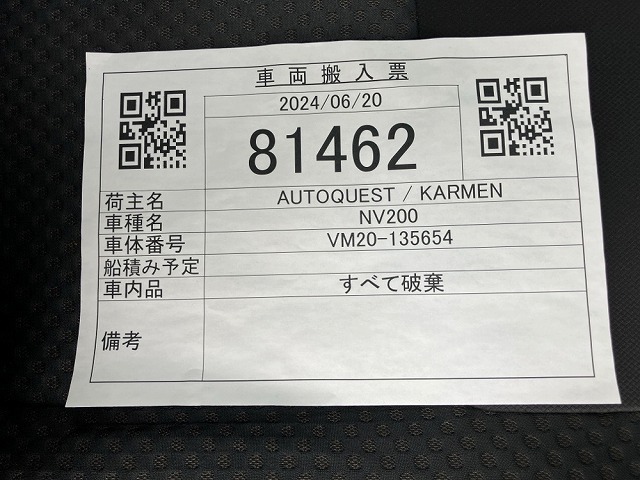 車両搬入票
2024/06/20
81462
荷主名 AUTOQUEST / KARMEN
車種名 NV200
車体番号 VM20-135654
船積み予定
車内品 すべて破棄
備考